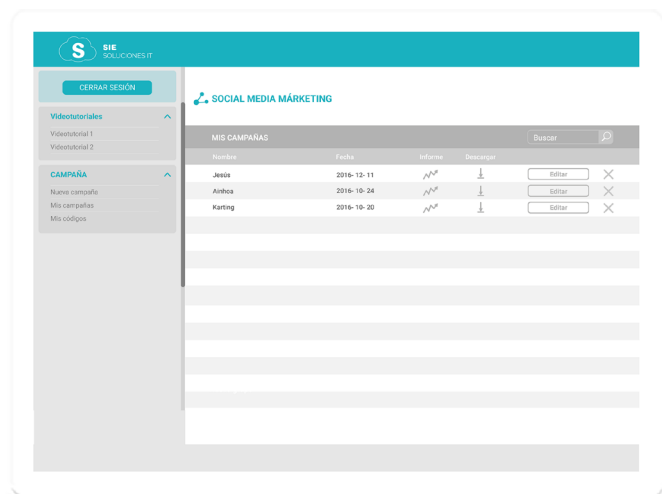 SIE
SOLUCIONES IT
CERRAR SESIÓN
Videotutoriales
Videotutorial 1
Videotutorial 2
CAMPAÑA
Nueva campaña
Mis campañas
Mis códigos
SOCIAL MEDIA MÁRKETING
MIS CAMPAÑAS Buscar
Nombre Fecha Informe Descargar
Jesús 2016- 12- 11 Editar
Ainhoa 2016- 10- 24 Editar
Karting 2016- 10- 20 Editar